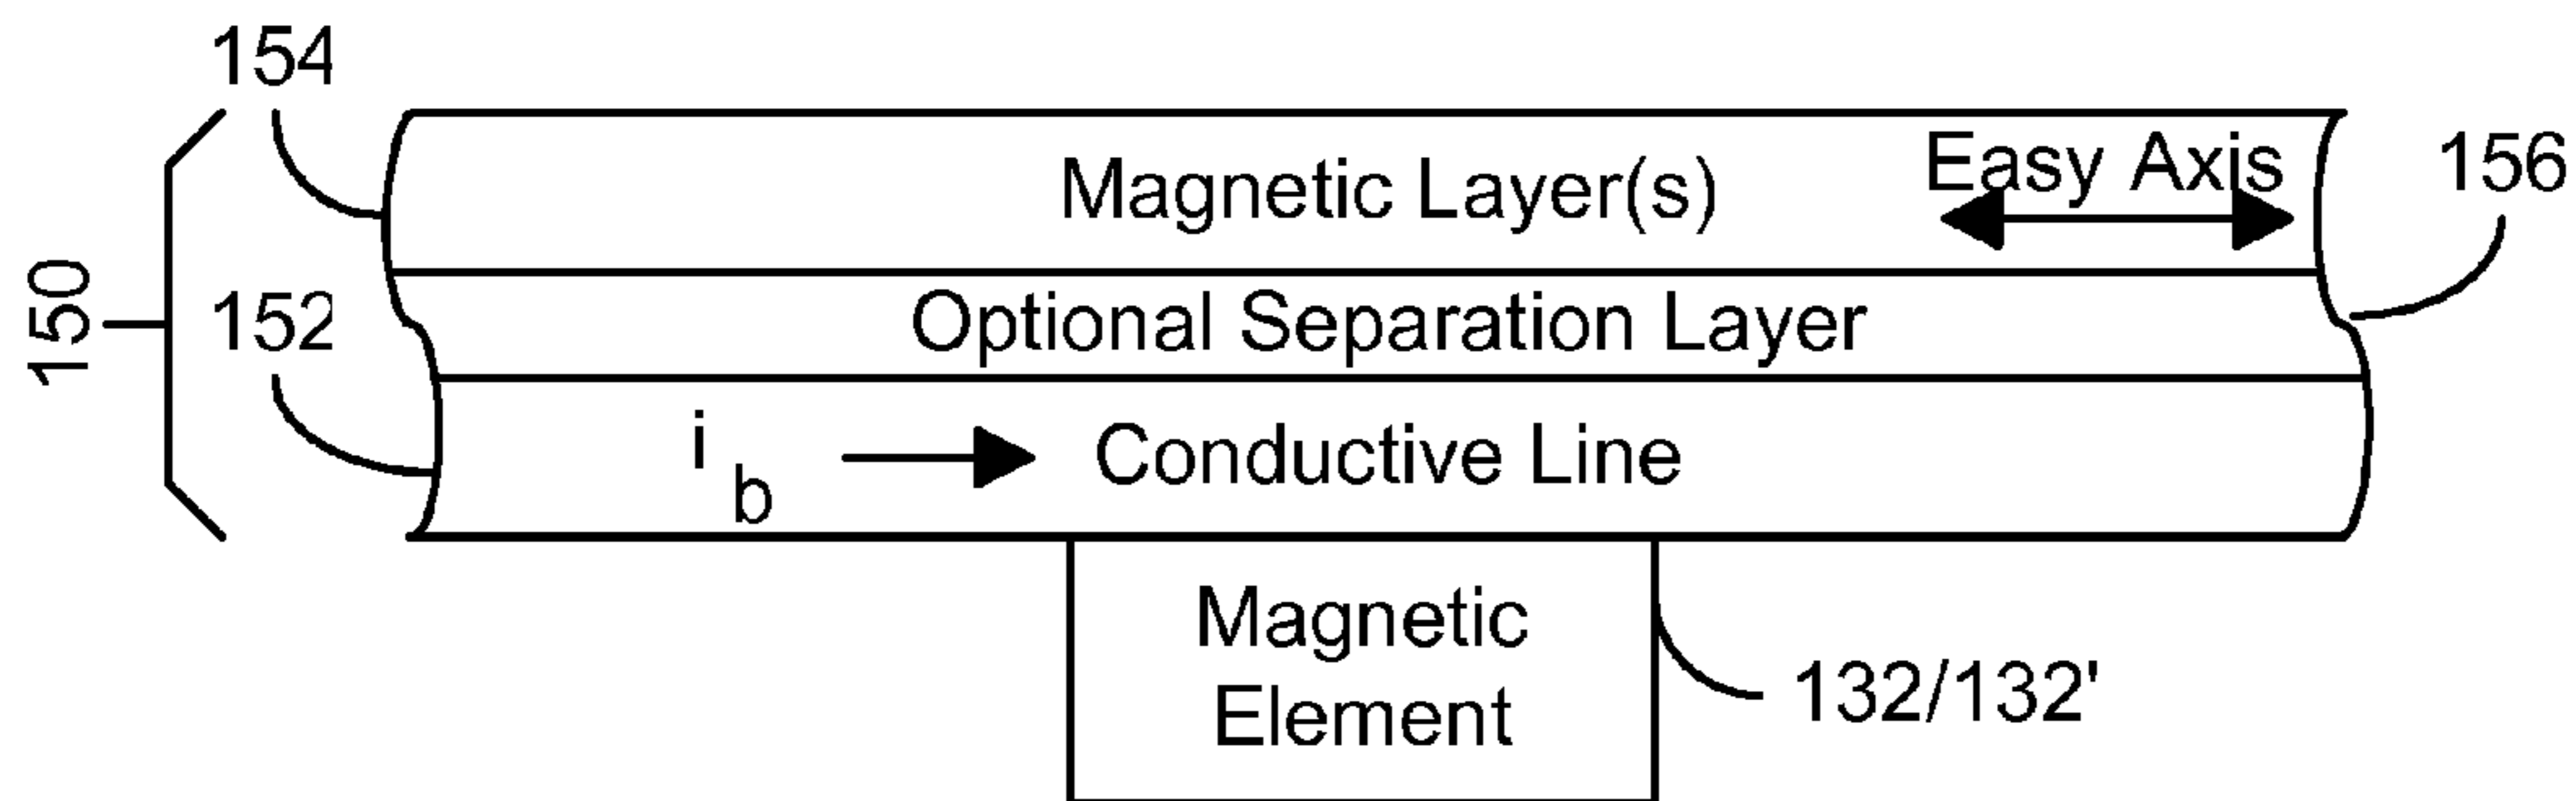 154
Magnetic Layer(s)
Easy Axis
156
150
152
Optional Separation Layer
i b
Conductive Line
Magnetic
Element
132/132'